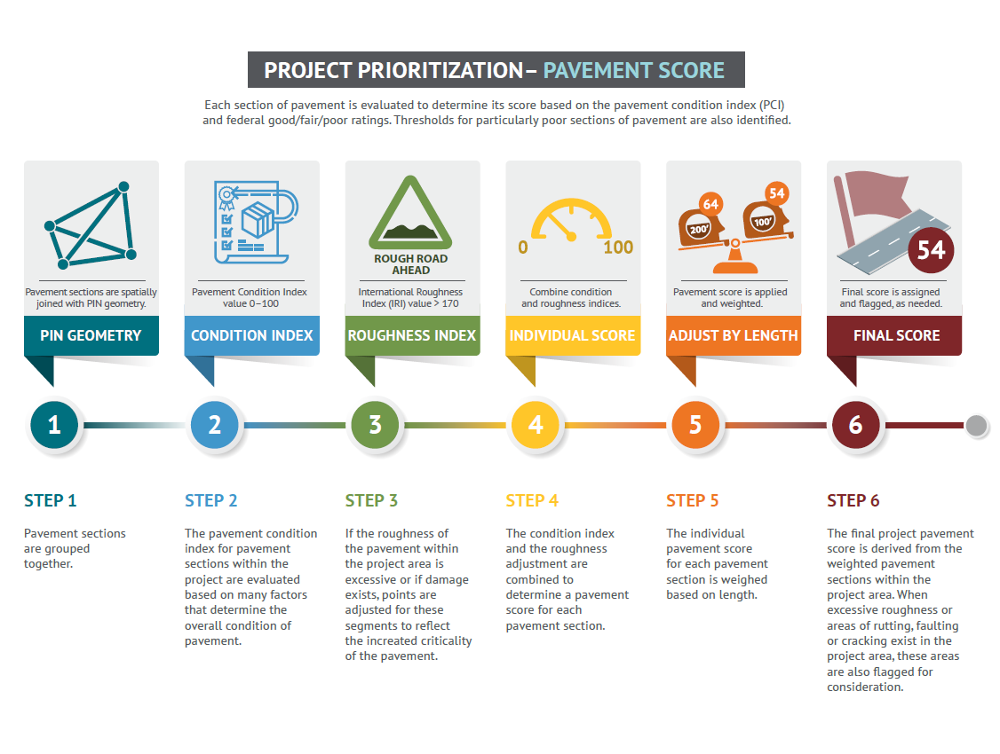 PROJECT PRIORITIZATION– PAVEMENT SCORE
Each section of pavement is evaluated to determine its score based on the pavement condition index (PCI)
and federal good/fair/poor ratings. Thresholds for particularly poor sections of pavement are also identified.
Pavement sections are spatially
joined with PIN geometry.
PIN GEOMETRY
Pavement Condition Index
value 0–100
CONDITION INDEX
ROUGH ROAD
AHEAD
International Roughness
Index (IRI) value > 170
ROUGHNESS INDEX
0
100
Combine condition
and roughness indices.
INDIVIDUAL SCORE
64
54
200'
100'
Pavement score is applied
and weighted.
ADJUST BY LENGTH
54
Final score is assigned
and flagged, as needed.
FINAL SCORE
1
2
3
4
5
6
STEP 1
Pavement sections
are grouped
together.
STEP 2
The pavement condition
index for pavement
sections within the
project are evaluated
based on many factors
that determine the
overall condition of
pavement.
STEP 3
If the roughness of
the pavement within
the project area is
excessive or if damage
exists, points are
adjusted for these
segments to reflect
the increated criticality
of the pavement.
STEP 4
The condition index
and the roughness
adjustment are
combined to
determine a pavement
score for each
pavement section.
STEP 5
The individual
pavement score
for each pavement
section is weighed
based on length.
STEP 6
The final project pavement
score is derived from the
weighted pavement
sections within the
project area. When
excessive roughness or
areas of rutting, faulting
or cracking exist in the
project area, these areas
are also flagged for
consideration.